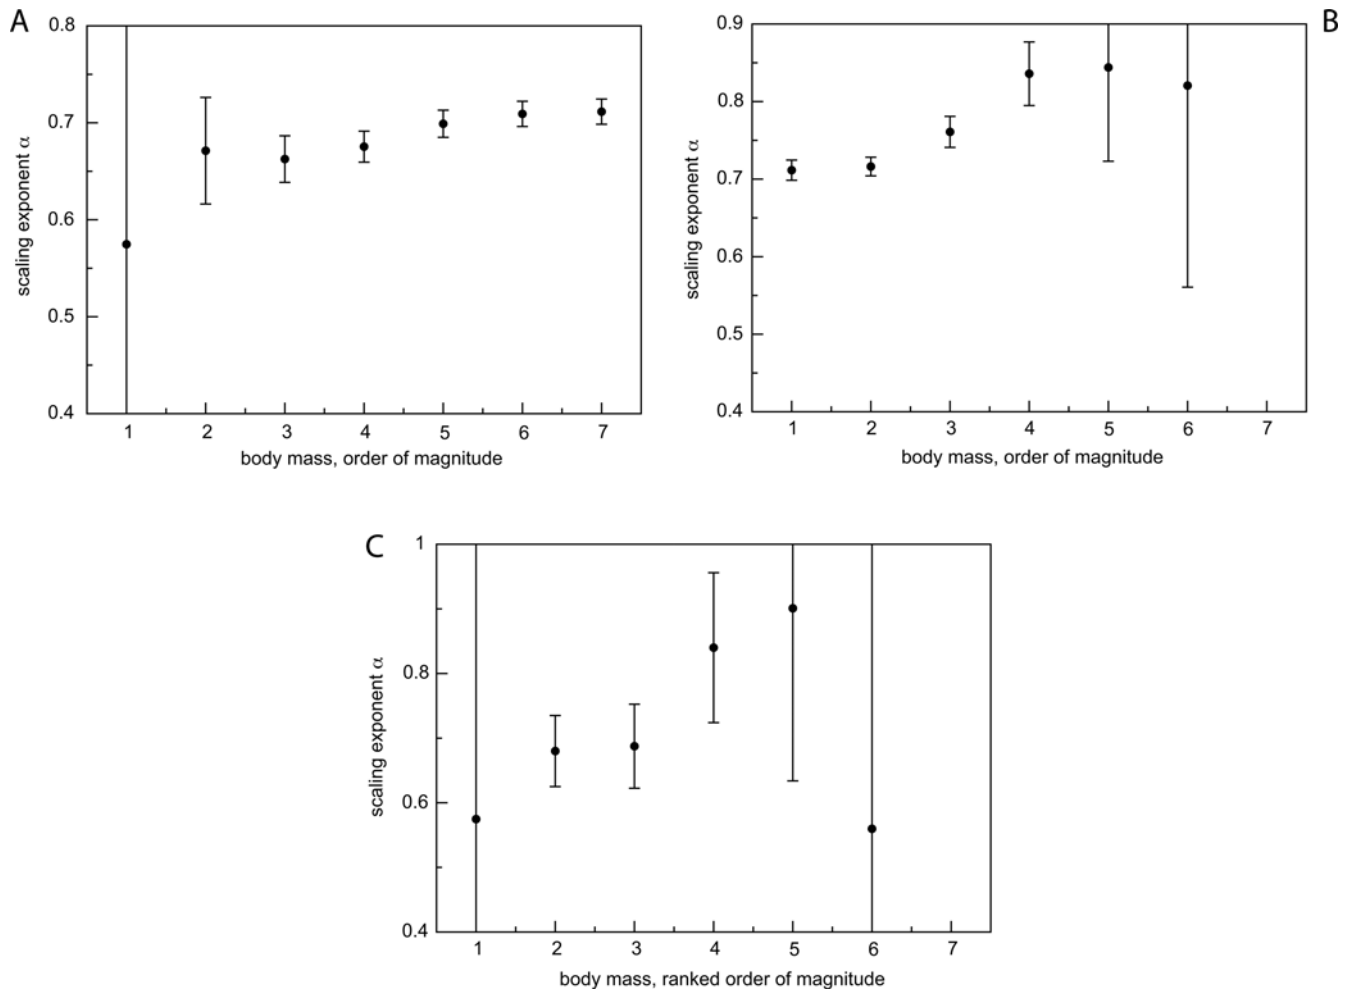 A
0.8
0.7
0.6
0.5
0.4
scaling exponent α
1 2 3 4 5 6 7
body mass, order of magnitude
B
0.9
0.8
0.7
0.6
0.5
0.4
scaling exponent α
1 2 3 4 5 6 7
body mass, order of magnitude
C
1
0.8
0.6
0.4
scaling exponent α
1 2 3 4 5 6 7
body mass, ranked order of magnitude